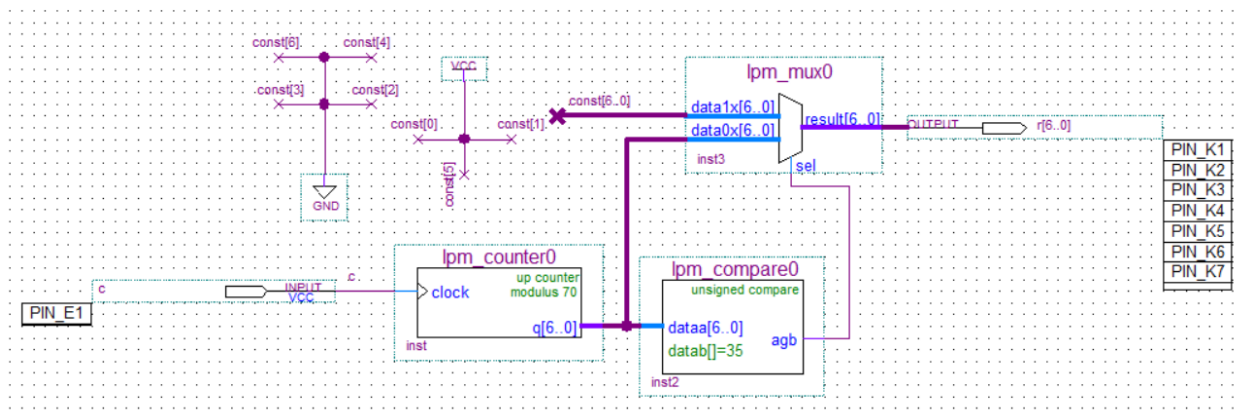 const[6].
const[4]
const[3]
const[2]
GND
VCC
const[0].
const[1].
const[5]
const[6..0]
lpm_mux0
data1x[6..0]
data0x[6..0]
result[6..0]
inst3
sel
OUTPUT
r[6..0]
PIN_K1
PIN_K2
PIN_K3
PIN_K4
PIN_K5
PIN_K6
PIN_K7
c
INPUT
VCC
c
PIN_E1
lpm_counter0
up counter
modulus 70
clock
q[6..0]
inst
lpm_compare0
unsigned compare
dataa[6..0]
datab[]=35
agb
inst2